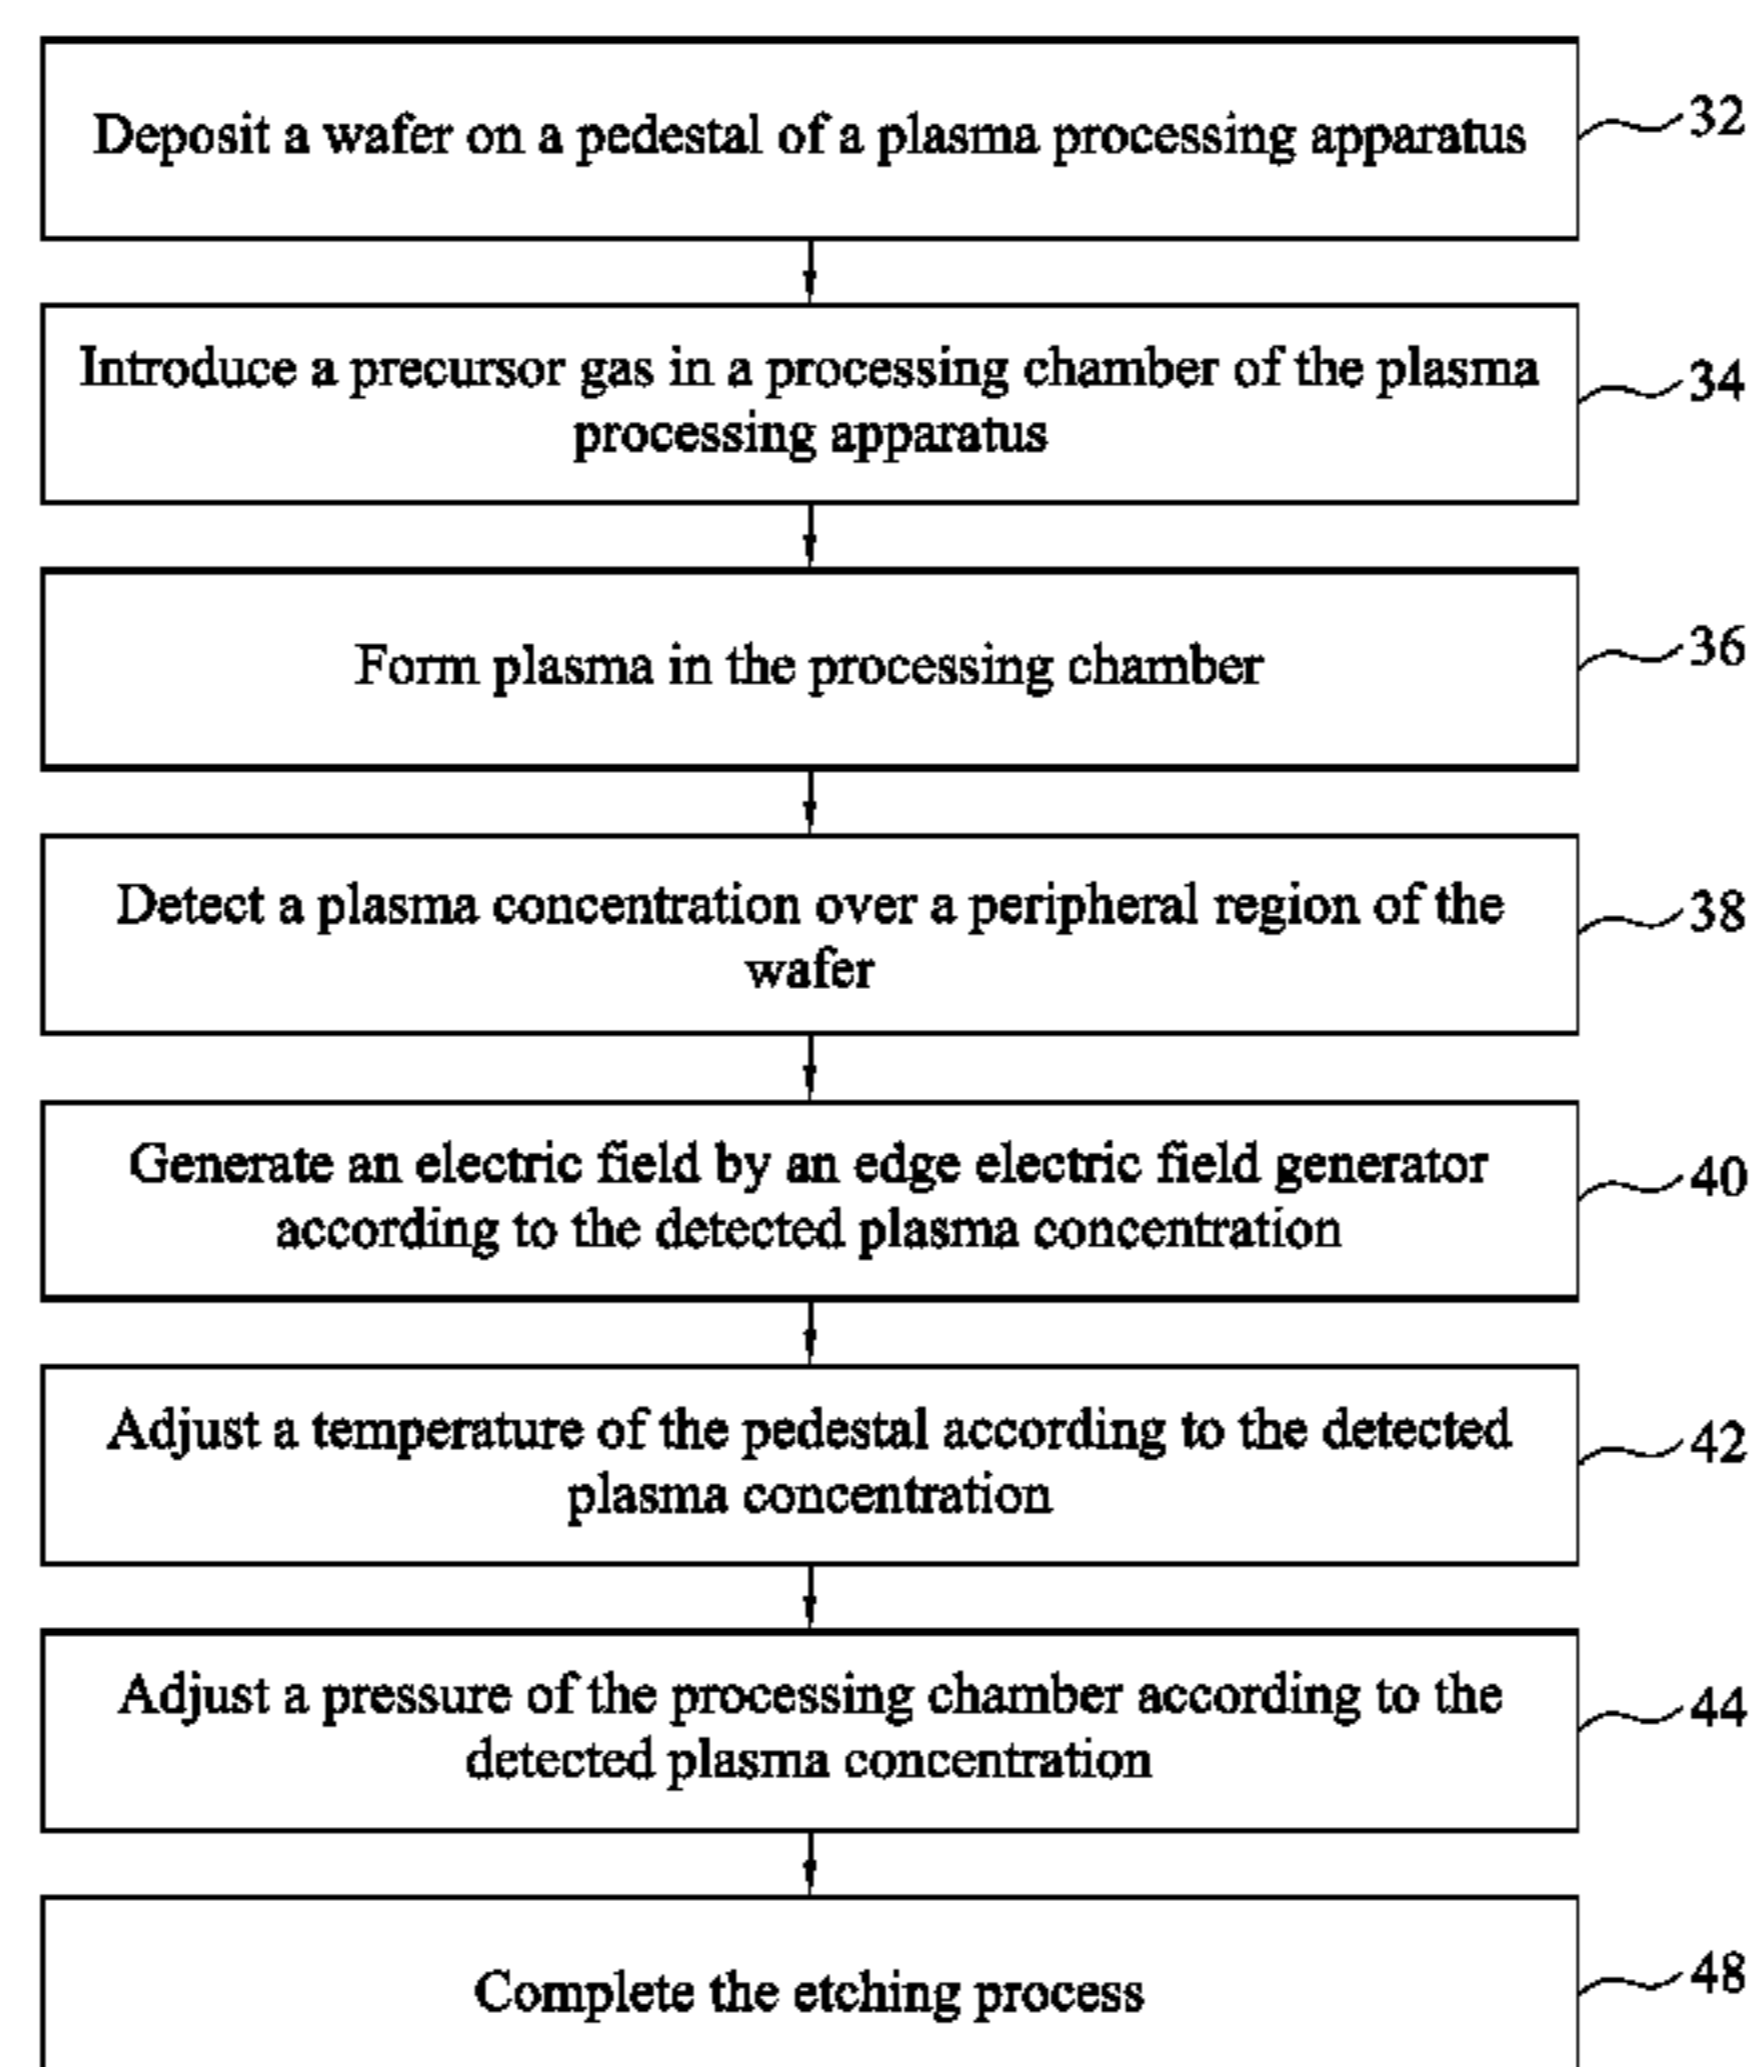 Deposit a wafer on a pedestal of a plasma processing apparatus
32
Introduce a precursor gas in a processing chamber of the plasma
processing apparatus
34
Form plasma in the processing chamber
36
Detect a plasma concentration over a peripheral region of the
wafer
38
Generate an electric field by an edge electric field generator
according to the detected plasma concentration
40
Adjust a temperature of the pedestal according to the detected
plasma concentration
42
Adjust a pressure of the processing chamber according to the
detected plasma concentration
44
Complete the etching process
48